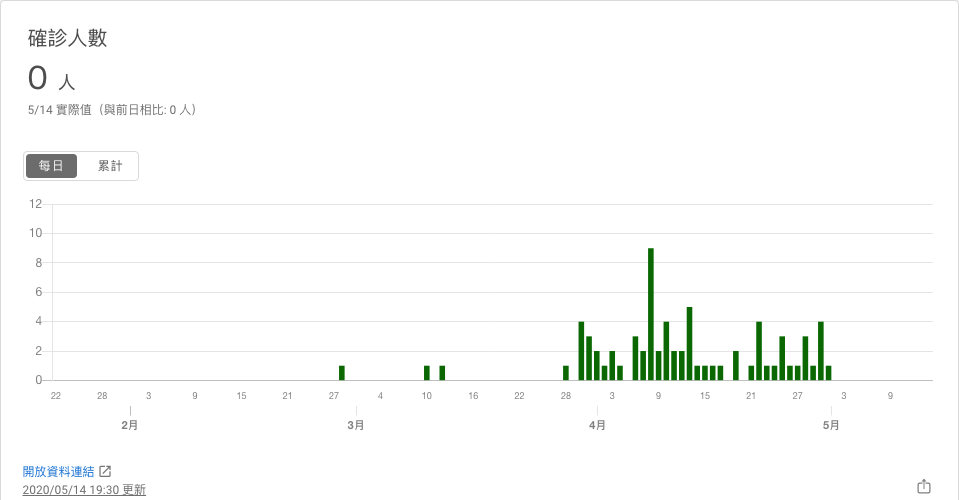 確診人數
0 人
5/14 實際值（與前日相比: 0 人）
每日 累計
12
10
8
6
4
2
0
22 28 3 9 15 21 27 4 10 16 22 28 3 9 15 21 27 3 9
2月 3月 4月 5月
開放資料連結
2020/05/14 19:30 更新